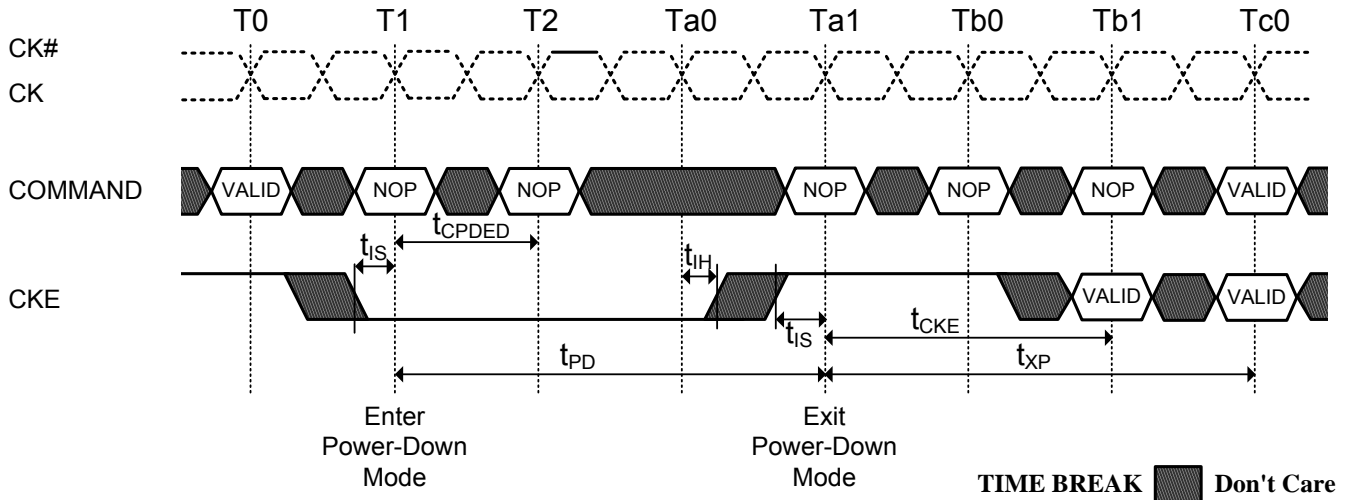 T0 T1 T2 Ta0 Ta1 Tb0 Tb1 Tc0
CK#
CK
COMMAND VALID NOP NOP NOP NOP NOP VALID
tCPDED
tIS tIH
CKE VALID VALID
tIS tCKE
tPD tXP
Enter Power-Down Mode
Exit Power-Down Mode
TIME BREAK Don't Care